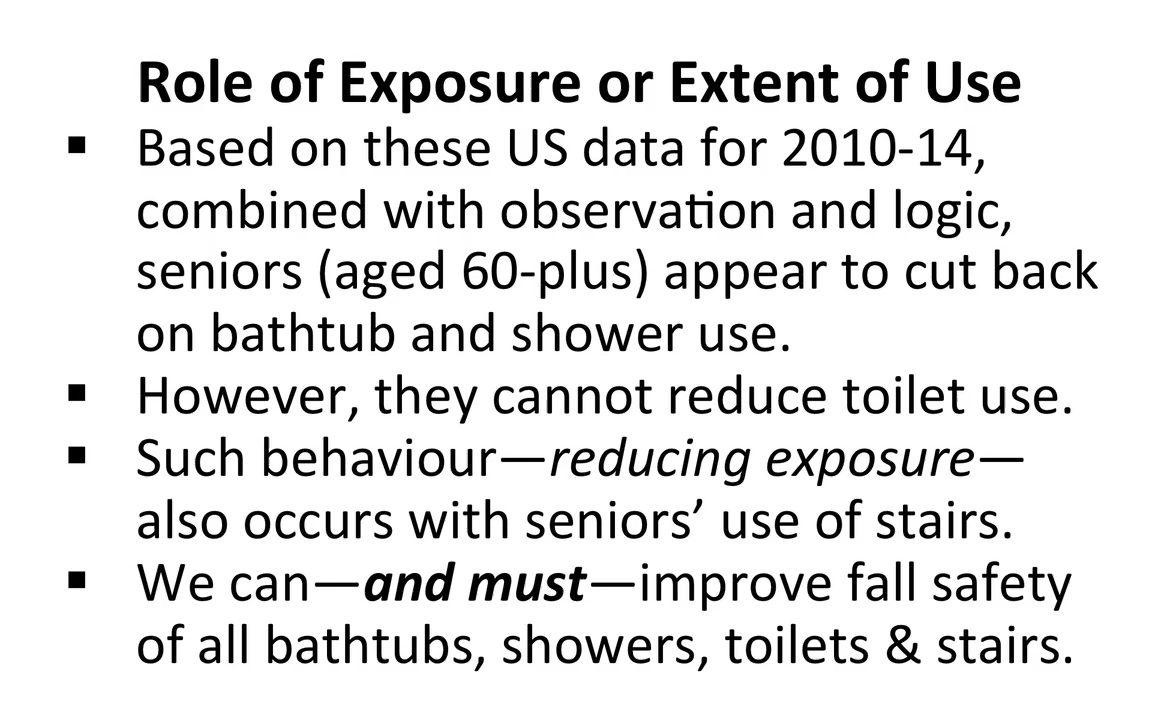 Role of Exposure or Extent of Use
▪ Based on these US data for 2010-14,
combined with observation and logic,
seniors (aged 60-plus) appear to cut back
on bathtub and shower use.
▪ However, they cannot reduce toilet use.
▪ Such behaviour—reducing exposure—
also occurs with seniors’ use of stairs.
▪ We can—and must—improve fall safety
of all bathtubs, showers, toilets & stairs.